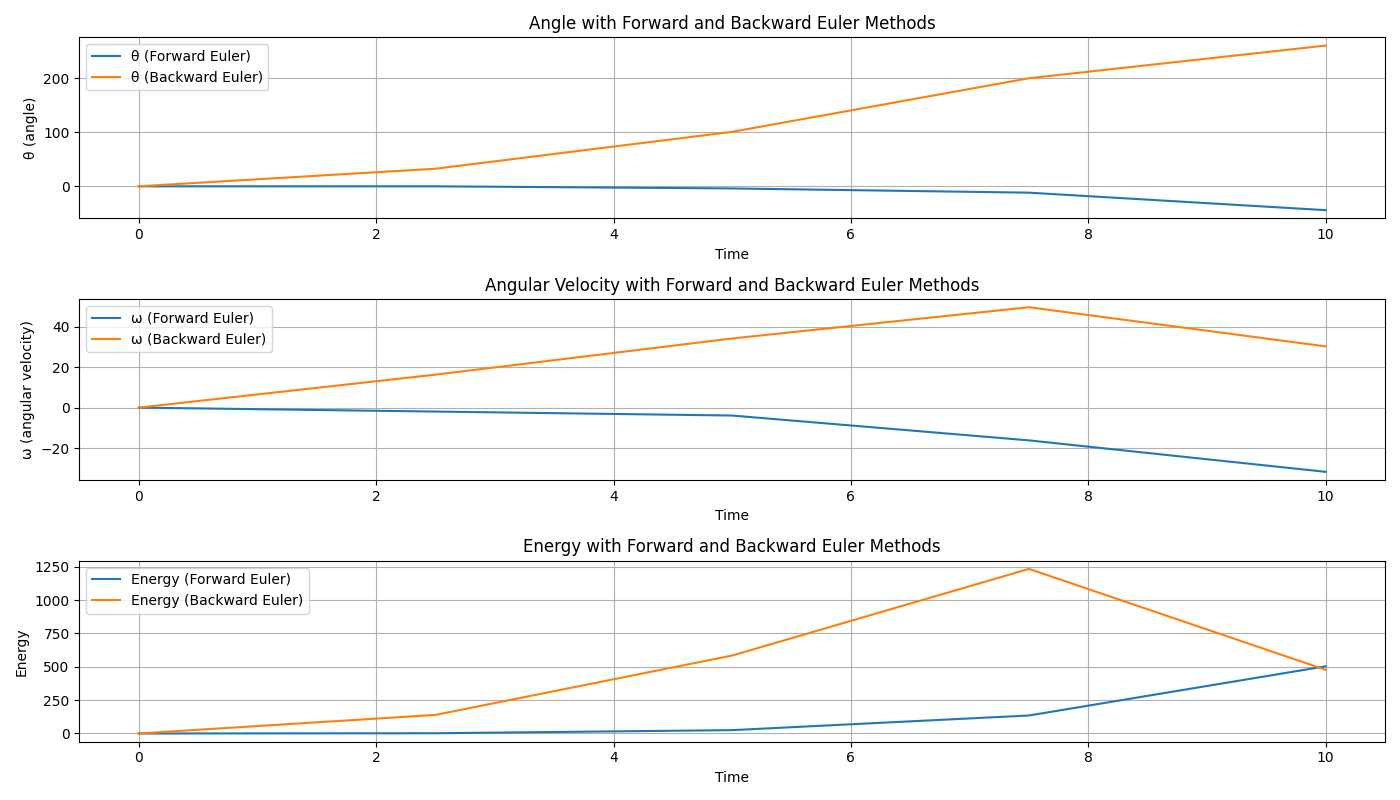 Angle with Forward and Backward Euler Methods
θ (Forward Euler)
θ (Backward Euler)
θ (angle)
200
100
0
0 2 4 6 8 10
Time
Angular Velocity with Forward and Backward Euler Methods
ω (Forward Euler)
ω (Backward Euler)
ω (angular velocity)
40
20
0
−20
0 2 4 6 8 10
Time
Energy with Forward and Backward Euler Methods
Energy (Forward Euler)
Energy (Backward Euler)
Energy
1250
1000
750
500
250
0
0 2 4 6 8 10
Time